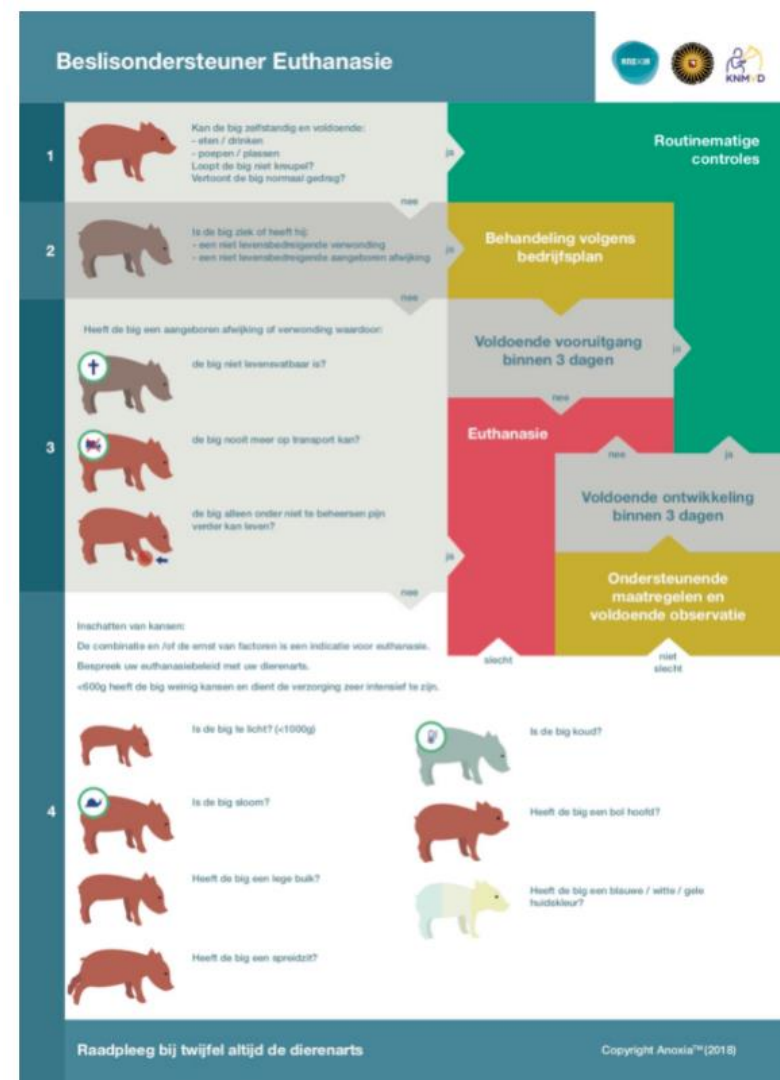 Beslisondersteuner Euthanasie
ANOXIA
KNMvD
1
Kan de big zelfstandig en voldoende:
- eten / drinken
- poepen / plassen
Loopt de big niet kreupel?
Vertoont de big normaal gedrag?
ja
Routinematige
controles
nee
2
Is de big ziek of heeft hij:
- een niet levensbedreigende verwonding
- een niet levensbedreigende aangeboren afwijking
ja
Behandeling volgens
bedrijfsplan
nee
3
Heeft de big een aangeboren afwijking of verwonding waardoor:
de big niet levensvatbaar is?
de big nooit meer op transport kan?
de big alleen onder niet te beheersen pijn
verder kan leven?
Voldoende vooruitgang
binnen 3 dagen
ja
nee
Euthanasie
nee
ja
Voldoende ontwikkeling
binnen 3 dagen
ja
Ondersteunende
maatregelen en
voldoende observatie
nee
slecht
niet
slecht
4
Inschatten van kansen:
De combinatie en /of de ernst van factoren is een indicatie voor euthanasie.
Bespreek uw euthanasiebeleid met uw dierenarts.
<600g heeft de big weinig kansen en dient de verzorging zeer intensief te zijn.
Is de big te licht? (<1000g)
Is de big sloom?
Heeft de big een lege buik?
Heeft de big een spreidzit?
Is de big koud?
Heeft de big een bol hoofd?
Heeft de big een blauwe / witte / gele
huidskleur?
Raadpleeg bij twijfel altijd de dierenarts
Copyright Anoxia™ (2018)